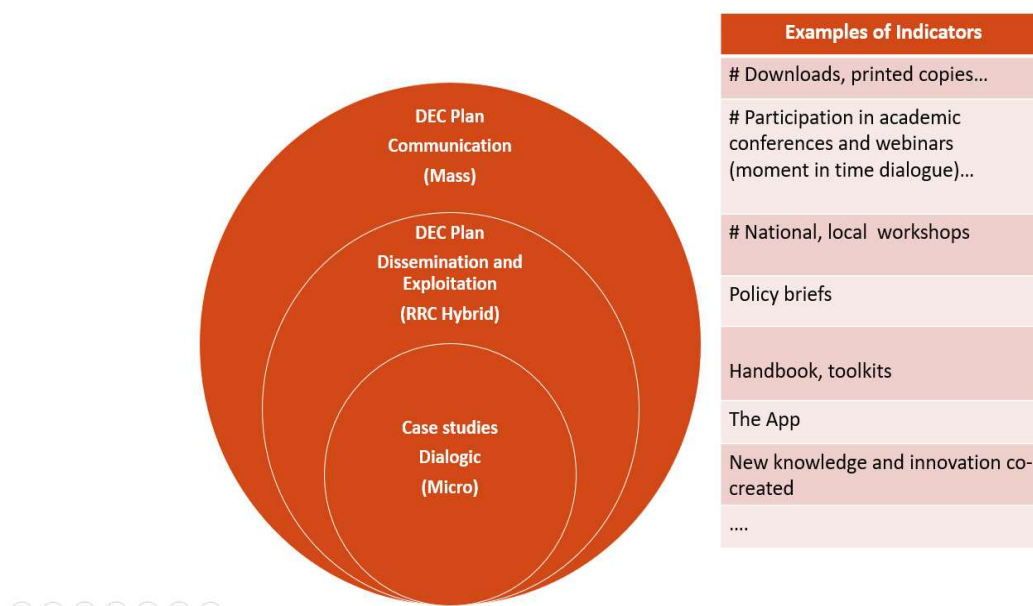 DEC Plan
Communication
(Mass)
DEC Plan
Dissemination and
Exploitation
(RRC Hybrid)
Case studies
Dialogic
(Micro)
Examples of Indicators
# Downloads, printed copies...
# Participation in academic
conferences and webinars
(moment in time dialogue)...
# National, local  workshops
Policy briefs
Handbook, toolkits
The App
New knowledge and innovation co-
created
....